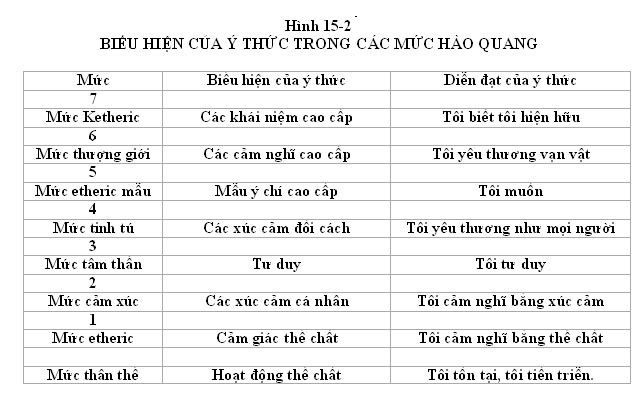 Hình 15-2
BIỂU HIỆN CỦA Ý THỨC TRONG CÁC MỨC HÀO QUANG
Mức Biểu hiện của ý thức Diễn đạt của ý thức
7
Mức Ketheric Các khái niệm cao cấp Tôi biết tôi hiện hữu
6
Mức thượng giới Các cảm nghĩ cao cấp Tôi yêu thương vạn vật
5
Mức etheric mẫu Mẫu ý chí cao cấp Tôi muốn
4
Mức tinh tú Các xúc cảm đối cách Tôi yêu thương như mọi người
3
Mức tâm thần Tư duy Tôi tư duy
2
Mức cảm xúc Các xúc cảm cá nhân Tôi cảm nghĩ bằng xúc cảm
1
Mức etheric Cảm giác thể chất Tôi cảm nghĩ bằng thể chất
Mức thân thể Hoạt động thể chất Tôi tồn tại, tôi tiến triển.